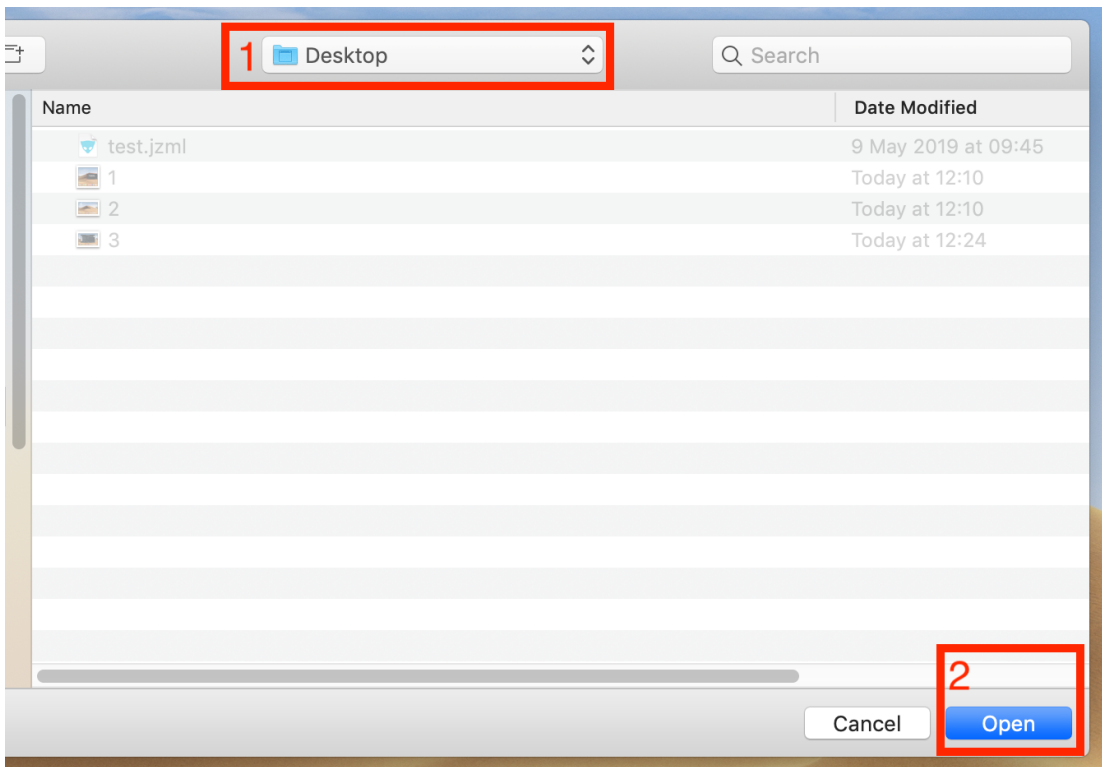 1 Desktop Search
Name Date Modified
test.jzml 9 May 2019 at 09:45
1 Today at 12:10
2 Today at 12:10
3 Today at 12:24
2
Cancel Open